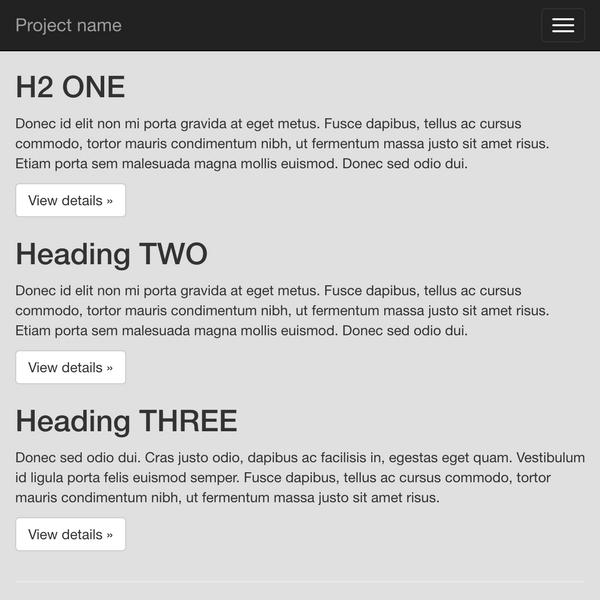 Project name
H2 ONE
Donec id elit non mi porta gravida at eget metus. Fusce dapibus, tellus ac cursus
commodo, tortor mauris condimentum nibh, ut fermentum massa justo sit amet risus.
Etiam porta sem malesuada magna mollis euismod. Donec sed odio dui.
View details »
Heading TWO
Donec id elit non mi porta gravida at eget metus. Fusce dapibus, tellus ac cursus
commodo, tortor mauris condimentum nibh, ut fermentum massa justo sit amet risus.
Etiam porta sem malesuada magna mollis euismod. Donec sed odio dui.
View details »
Heading THREE
Donec sed odio dui. Cras justo odio, dapibus ac facilisis in, egestas eget quam. Vestibulum
id ligula porta felis euismod semper. Fusce dapibus, tellus ac cursus commodo, tortor
mauris condimentum nibh, ut fermentum massa justo sit amet risus.
View details »